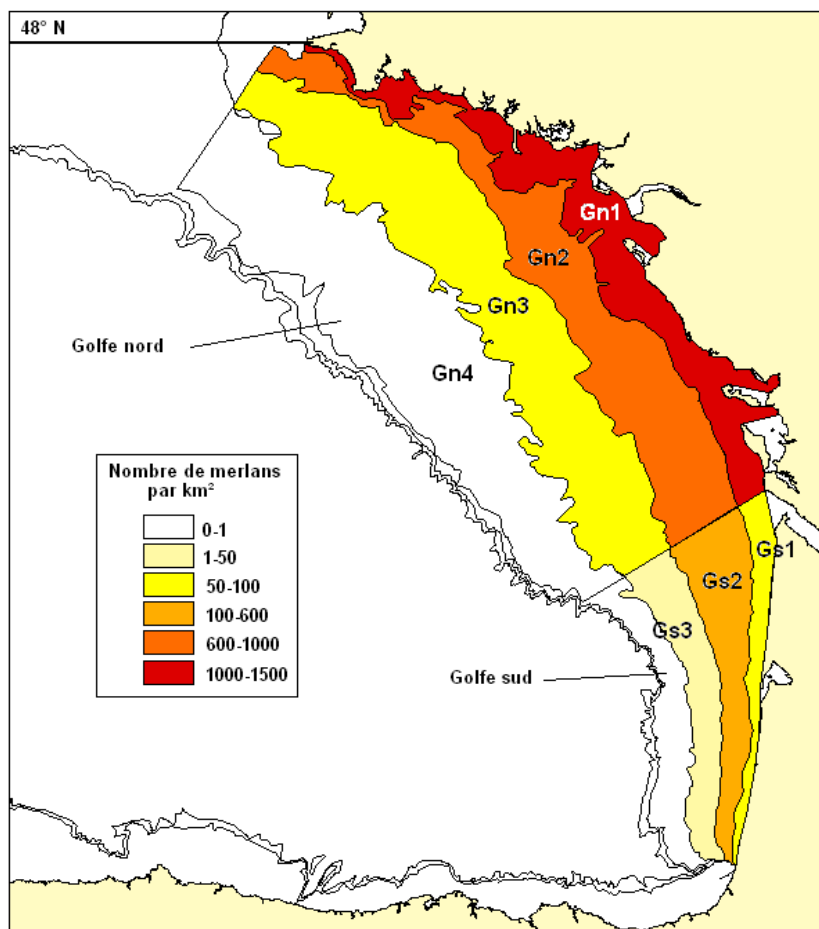 48° N
Gn1
Gn2
Gn3
Golfe nord
Gn4
Nombre de merlans
par km²
0-1
1-50
50-100
100-600
600-1000
1000-1500
Gs1
Gs2
Gs3
Golfe sud